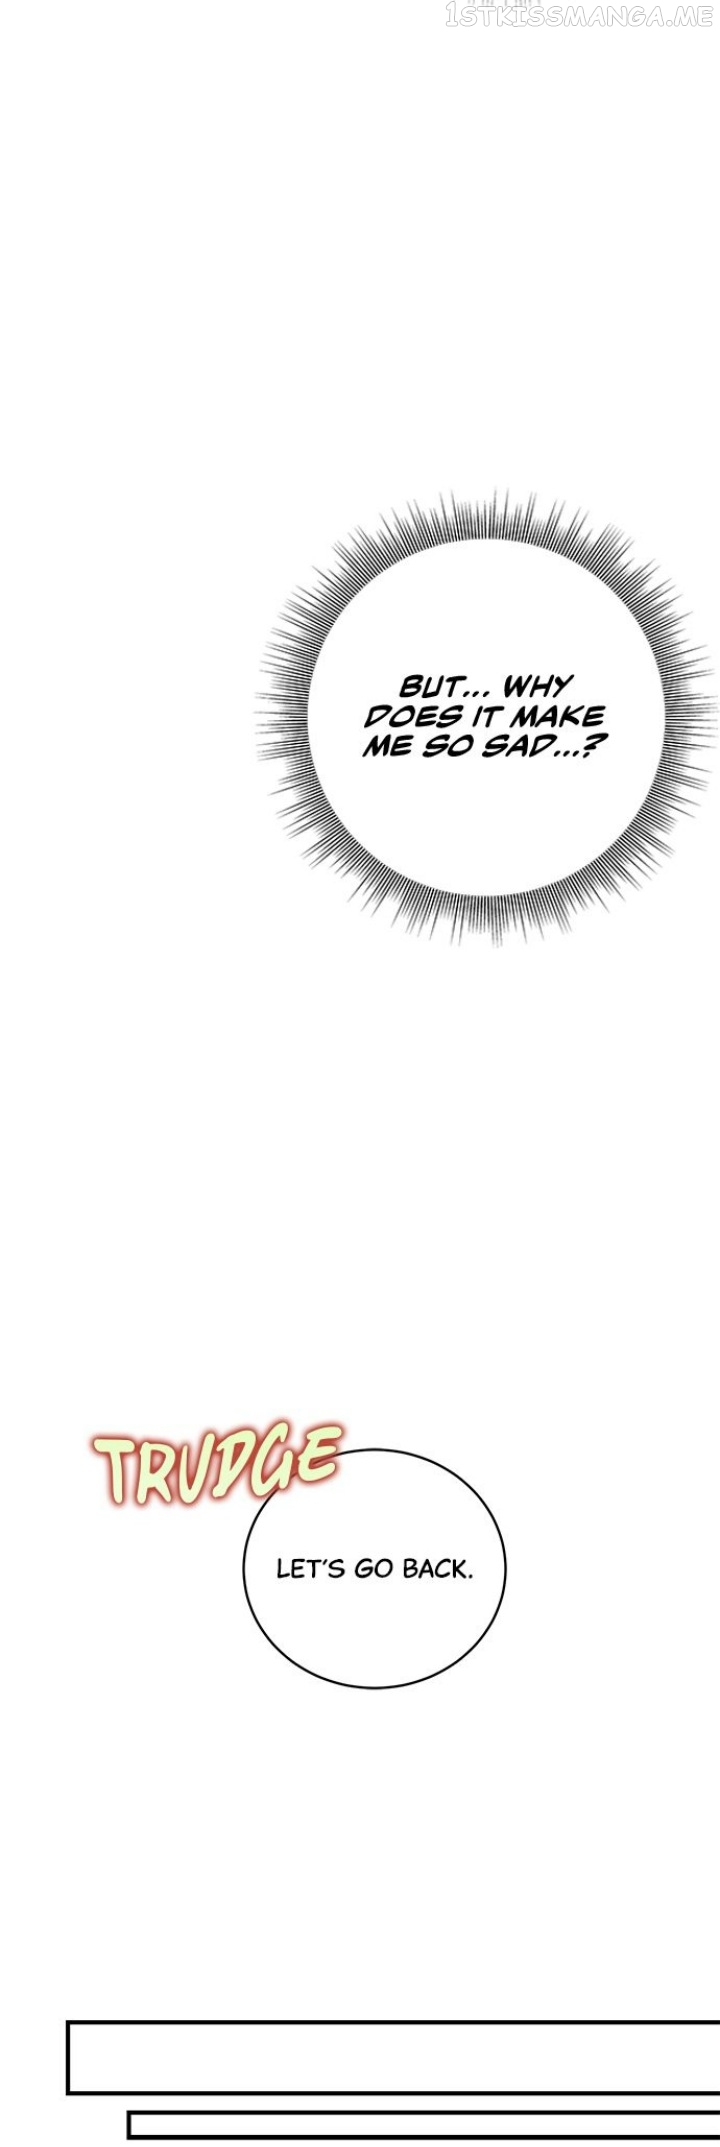 1STKISSMANGA.ME
BUT... WHY
DOES IT MAKE
ME SO SAD...?
TRUDGE
LET'S GO BACK.